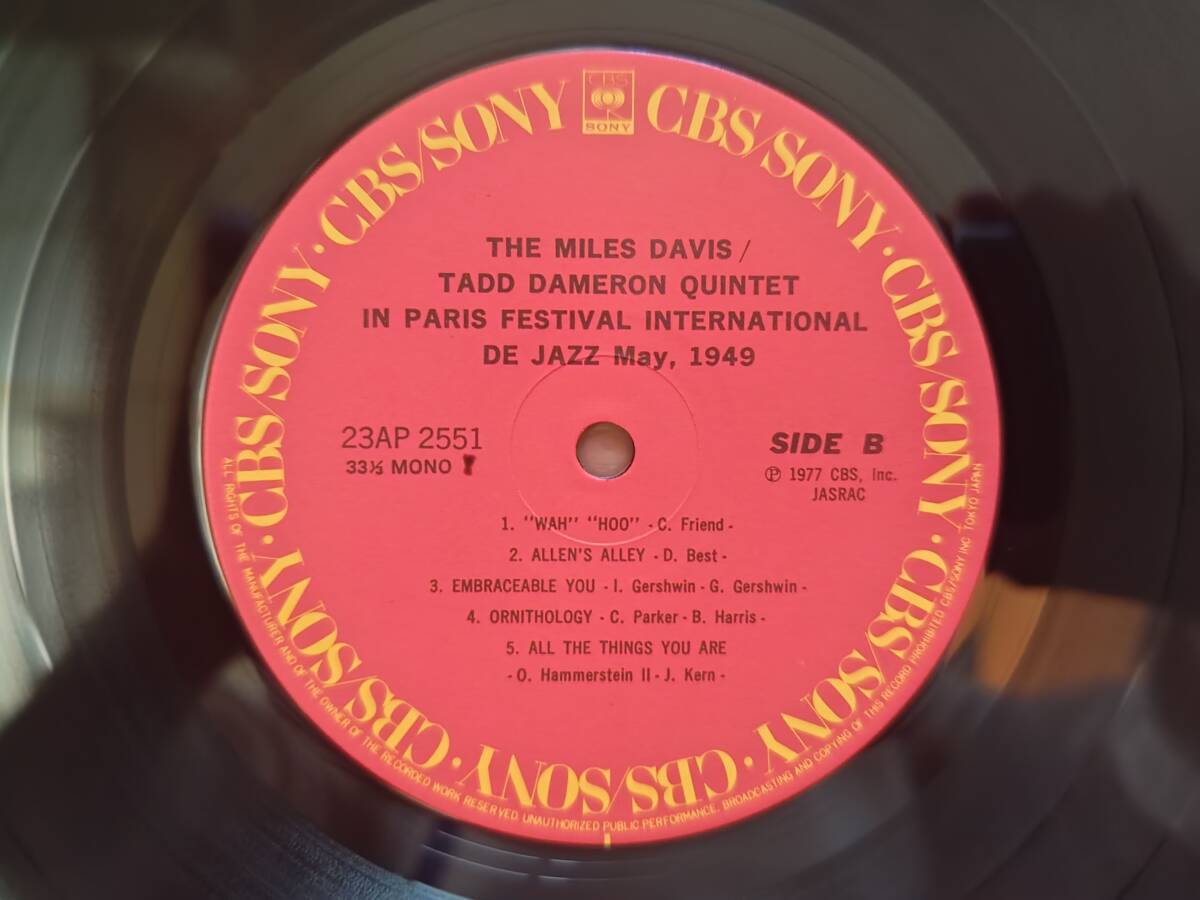 CBS
SONY
CBS/SONY · CBS/SONY · CBS/SONY · CBS/SONY · CBS/SONY · CBS/SONY · CBS/SONY · CBS/SONY
THE MILES DAVIS /
TADD DAMERON QUINTET
IN PARIS FESTIVAL INTERNATIONAL
DE JAZZ May, 1949
23AP 2551
33⅓ MONO
SIDE B
Ⓟ 1977 CBS, Inc.
JASRAC
1. "WAH" "HOO" - C. Friend -
2. ALLEN'S ALLEY - D. Best -
3. EMBRACEABLE YOU - I. Gershwin - G. Gershwin -
4. ORNITHOLOGY - C. Parker - B. Harris -
5. ALL THE THINGS YOU ARE
- O. Hammerstein II - J. Kern -
ALL RIGHTS OF THE MANUFACTURER AND OF THE OWNER OF THE RECORDED WORK RESERVED. UNAUTHORIZED PUBLIC PERFORMANCE, BROADCASTING AND COPYING OF THIS RECORD PROHIBITED CBS/SONY INC TOKYO JAPAN